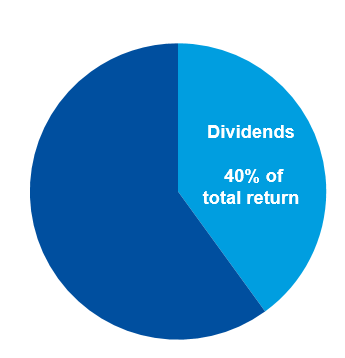 Dividends
40% of
total return